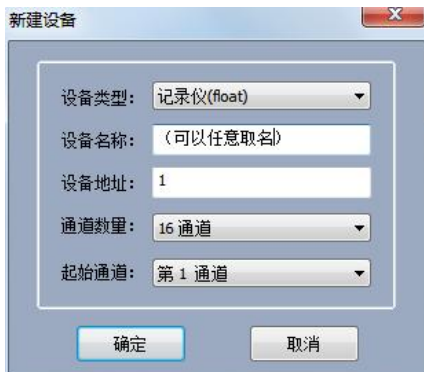 新建设备
设备类型： 记录仪(float)
设备名称： （可以任意取名）
设备地址： 1
通道数量： 16 通道
起始通道： 第 1 通道
确定 取消